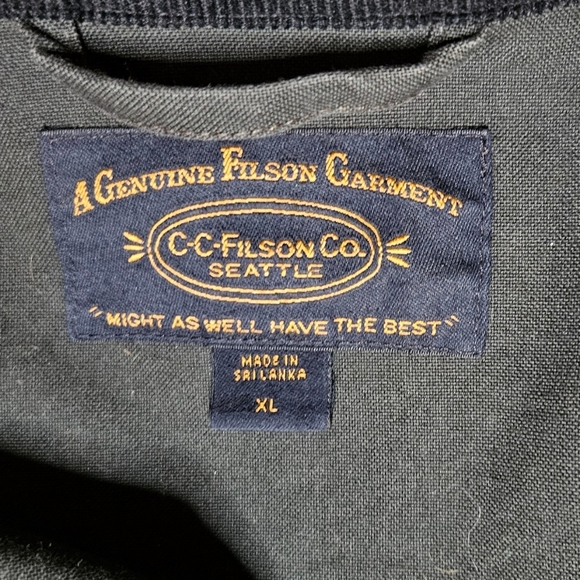 A GENUINE FILSON GARMENT
C-C-FILSON CO.
SEATTLE
"MIGHT AS WELL HAVE THE BEST"
MADE IN
SRI LANKA
XL